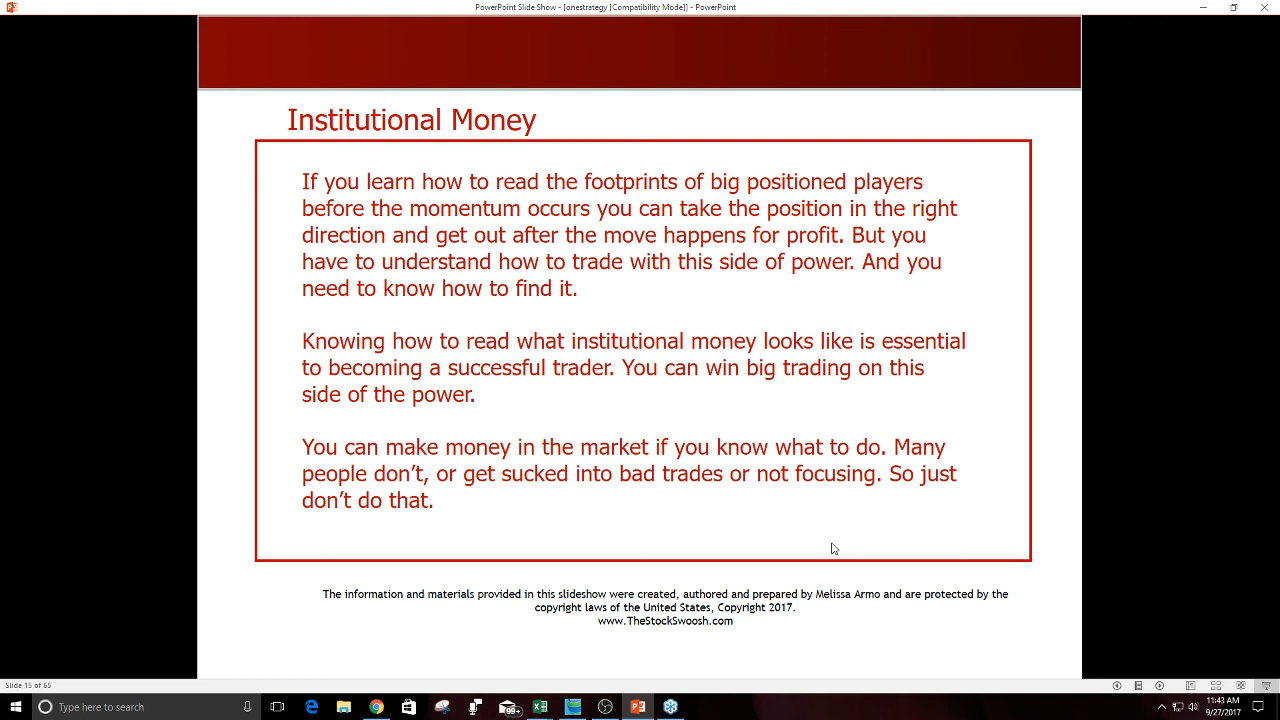 PowerPoint Slide Show - [onestrategy [Compatibility Mode]] - PowerPoint
Institutional Money
If you learn how to read the footprints of big positioned players
before the momentum occurs you can take the position in the right
direction and get out after the move happens for profit. But you
have to understand how to trade with this side of power. And you
need to know how to find it.
Knowing how to read what institutional money looks like is essential
to becoming a successful trader. You can win big trading on this
side of the power.
You can make money in the market if you know what to do. Many
people don’t, or get sucked into bad trades or not focusing. So just
don’t do that.
The information and materials provided in this slideshow were created, authored and prepared by Melissa Armo and are protected by the
copyright laws of the United States, Copyright 2017.
www.TheStockSwoosh.com
Slide 15 of 65
Type here to search
99+
11:43 AM
9/27/2017